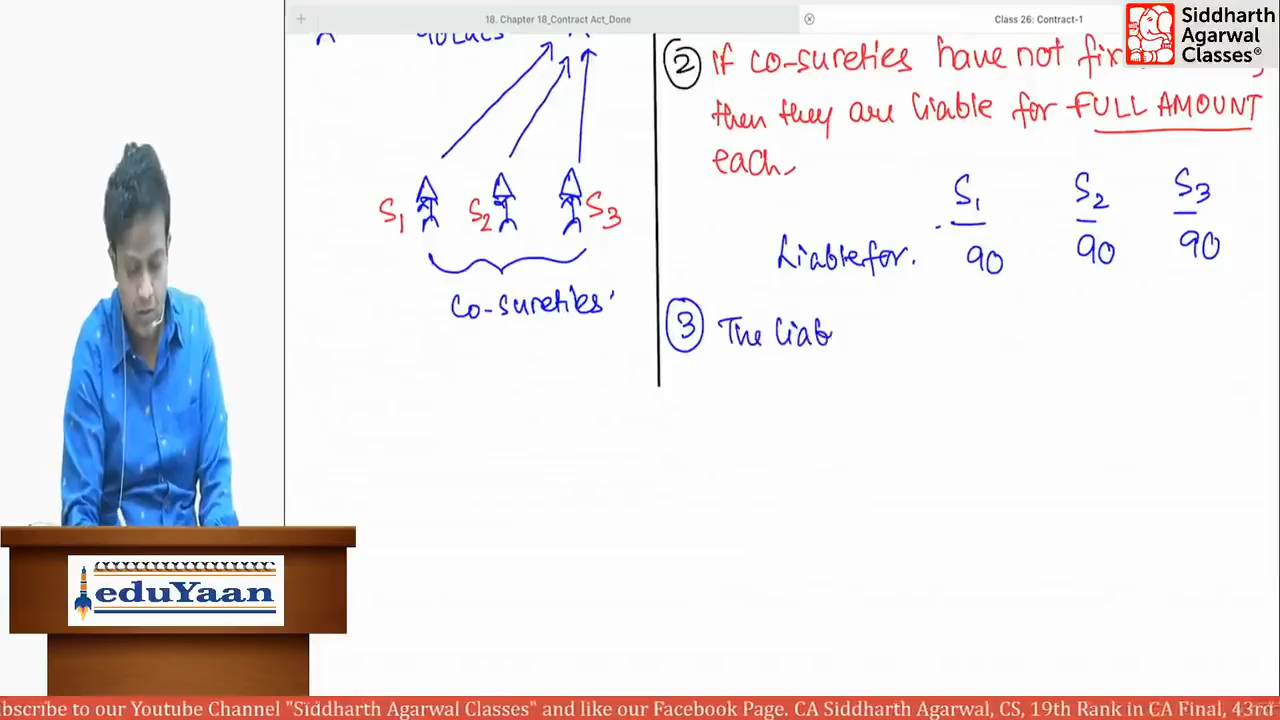 18. Chapter 18_Contract Act_Done
Class 26: Contract-1
Siddharth
Agarwal
Classes®
② If co-sureties have not
then they are liable for FULL AMOUNT
each.
S1 S2 S3
Liable for. 90 90 90
③ The Liab
S1 S2 S3
Co-sureties
eduYaan
bscribe to our Youtube Channel "Siddharth Agarwal Classes" and like our Facebook Page. CA Siddharth Agarwal, CS, 19th Rank in CA Final, 43rd